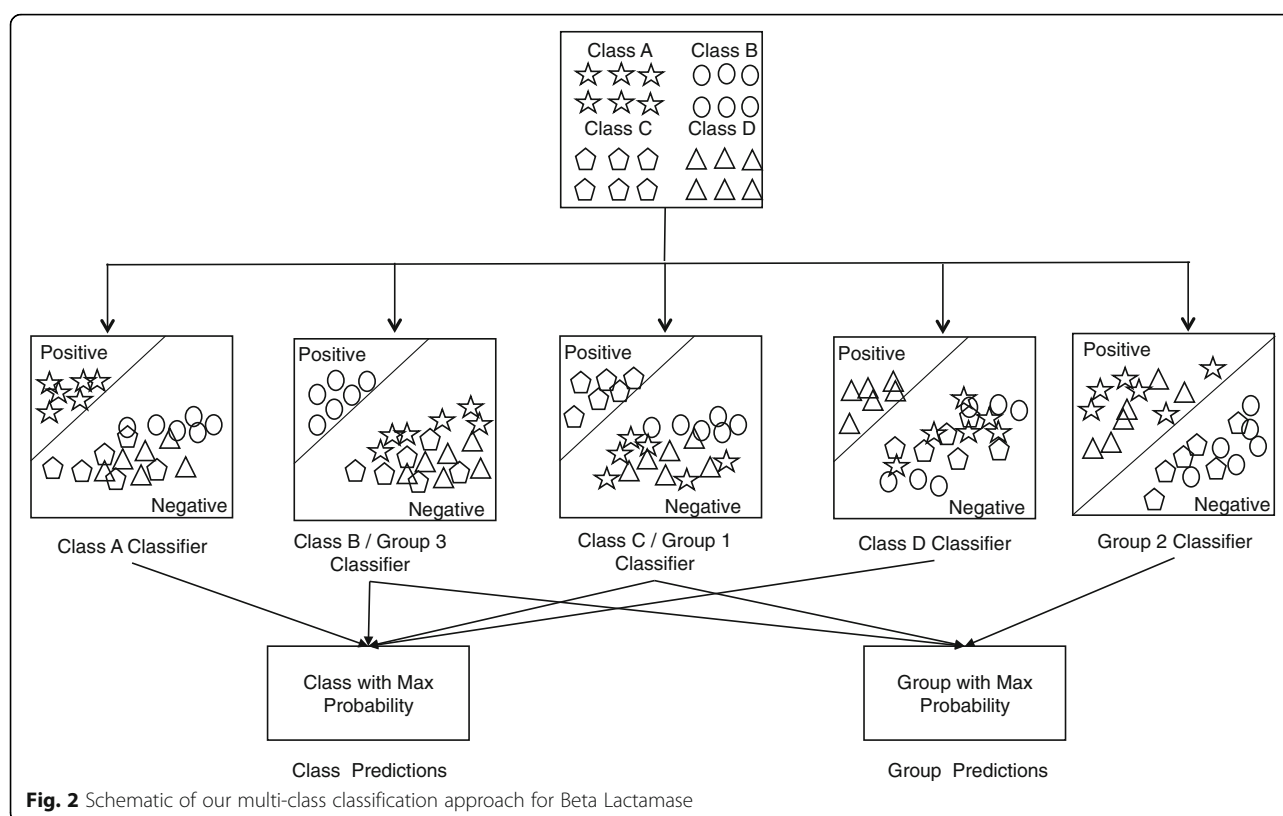 Class A Class B
Class C Class D
Positive
Negative
Class A Classifier
Positive
Negative
Class B / Group 3
Classifier
Positive
Negative
Class C / Group 1
Classifier
Positive
Negative
Class D Classifier
Positive
Negative
Group 2 Classifier
Class with Max
Probability
Class Predictions
Group with Max
Probability
Group Predictions
Fig. 2 Schematic of our multi-class classification approach for Beta Lactamase